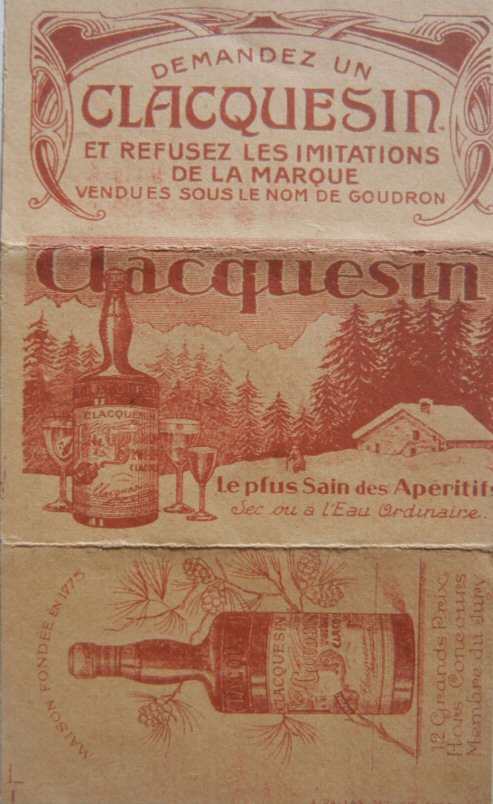 DEMANDEZ UN
CLACQUESIN
ET REFUSEZ LES IMITATIONS
DE LA MARQUE
VENDUES SOUS LE NOM DE GOUDRON
Clacquesin
CLACQUESIN
Clacquesin
Le plus Sain des Apéritifs
Sec ou à l'Eau Ordinaire.
MAISON FONDÉE EN 1775
CLACQUESIN
Clacquesin
12 Grands Prix
Hors Concours
Membre du Jury